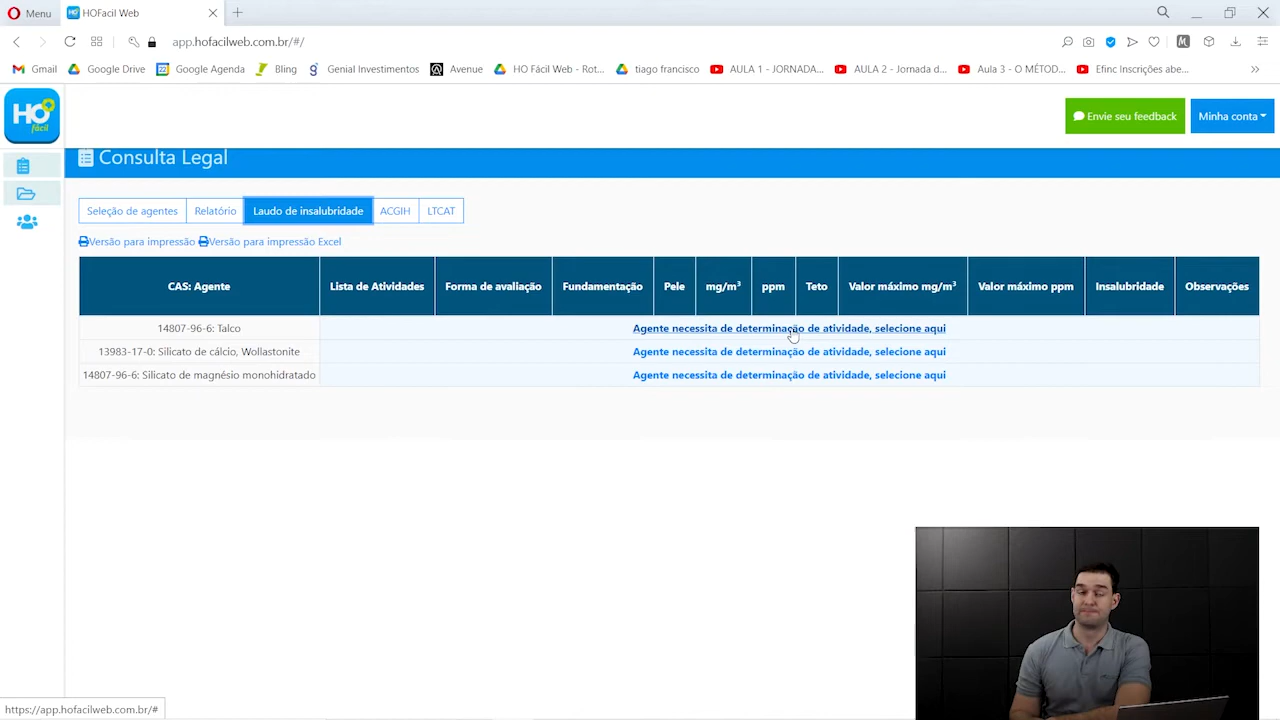 Menu
HOFacil Web
app.hofacilweb.com.br/#/
Gmail
Google Drive
Google Agenda
Bling
Genial Investimentos
Avenue
HO Fácil Web - Rot...
tiago francisco
AULA 1 - JORNADA...
AULA 2 - Jornada d...
Aula 3 - O MÉTOD...
Efinc Inscrições abe...
HO
fácil
Envie seu feedback
Minha conta
Consulta Legal
Seleção de agentes
Relatório
Laudo de insalubridade
ACGIH
LTCAT
Versão para impressão
Versão para impressão Excel
CAS: Agente
Lista de Atividades
Forma de avaliação
Fundamentação
Pele
mg/m³
ppm
Teto
Valor máximo mg/m³
Valor máximo ppm
Insalubridade
Observações
14807-96-6: Talco
Agente necessita de determinação de atividade, selecione aqui
13983-17-0: Silicato de cálcio, Wollastonite
Agente necessita de determinação de atividade, selecione aqui
14807-96-6: Silicato de magnésio monohidratado
Agente necessita de determinação de atividade, selecione aqui
https://app.hofacilweb.com.br/#